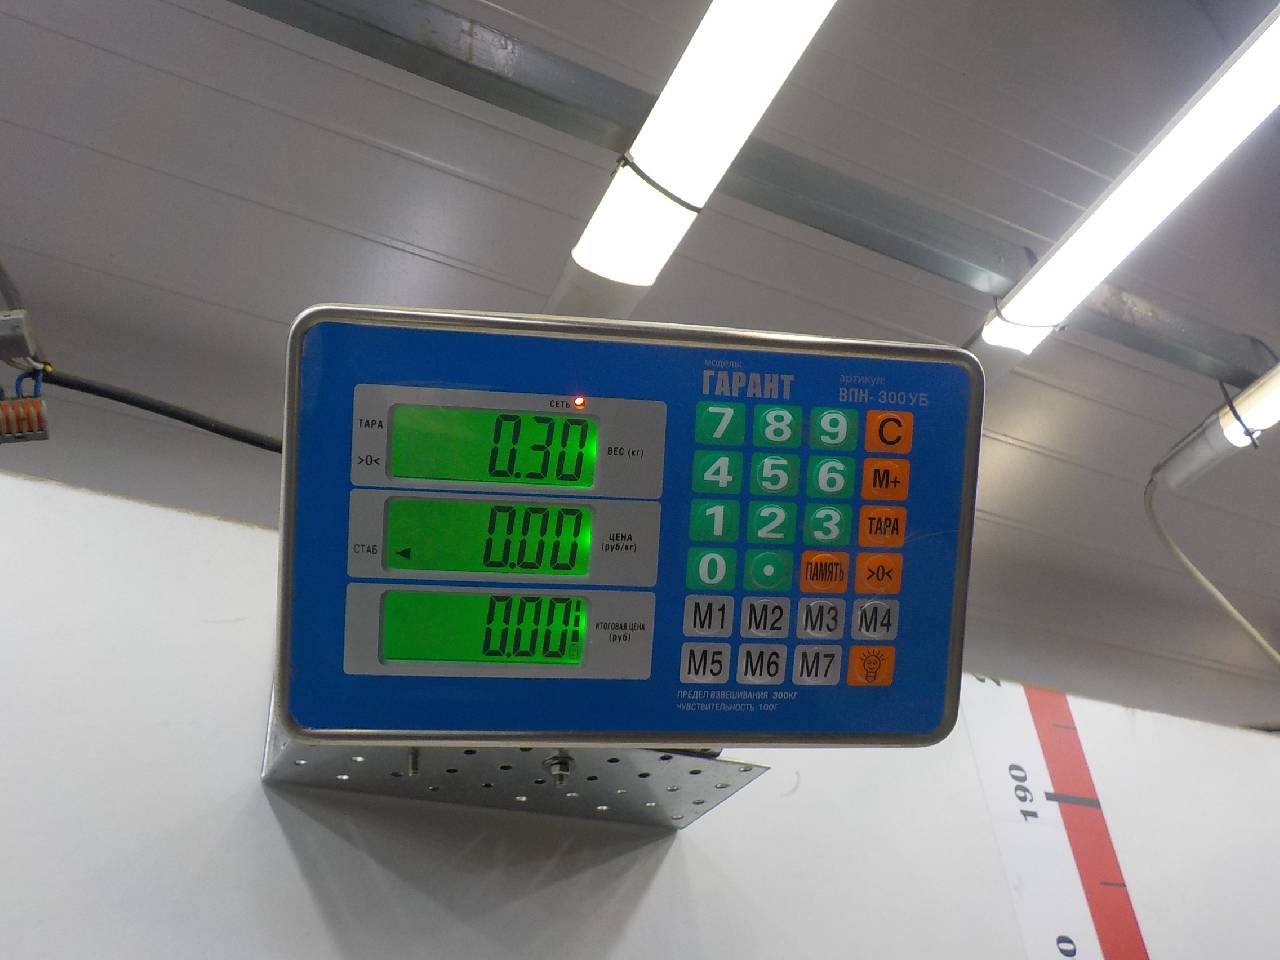 модель:
ГАРАНТ
артикул:
ВПН-300УБ
СЕТЬ
ТАРА
>0<
0.30
ВЕС (кг)
СТАБ
0.00
ЦЕНА
(руб/кг)
0.00
ИТОГОВАЯ ЦЕНА
(руб)
7 8 9 C
4 5 6 M+
1 2 3 ТАРА
0 • ПАМЯТЬ >0<
M1 M2 M3 M4
M5 M6 M7
ПРЕДЕЛ ВЗВЕШИВАНИЯ 300КГ
ЧУВСТВИТЕЛЬНОСТЬ 100Г
190